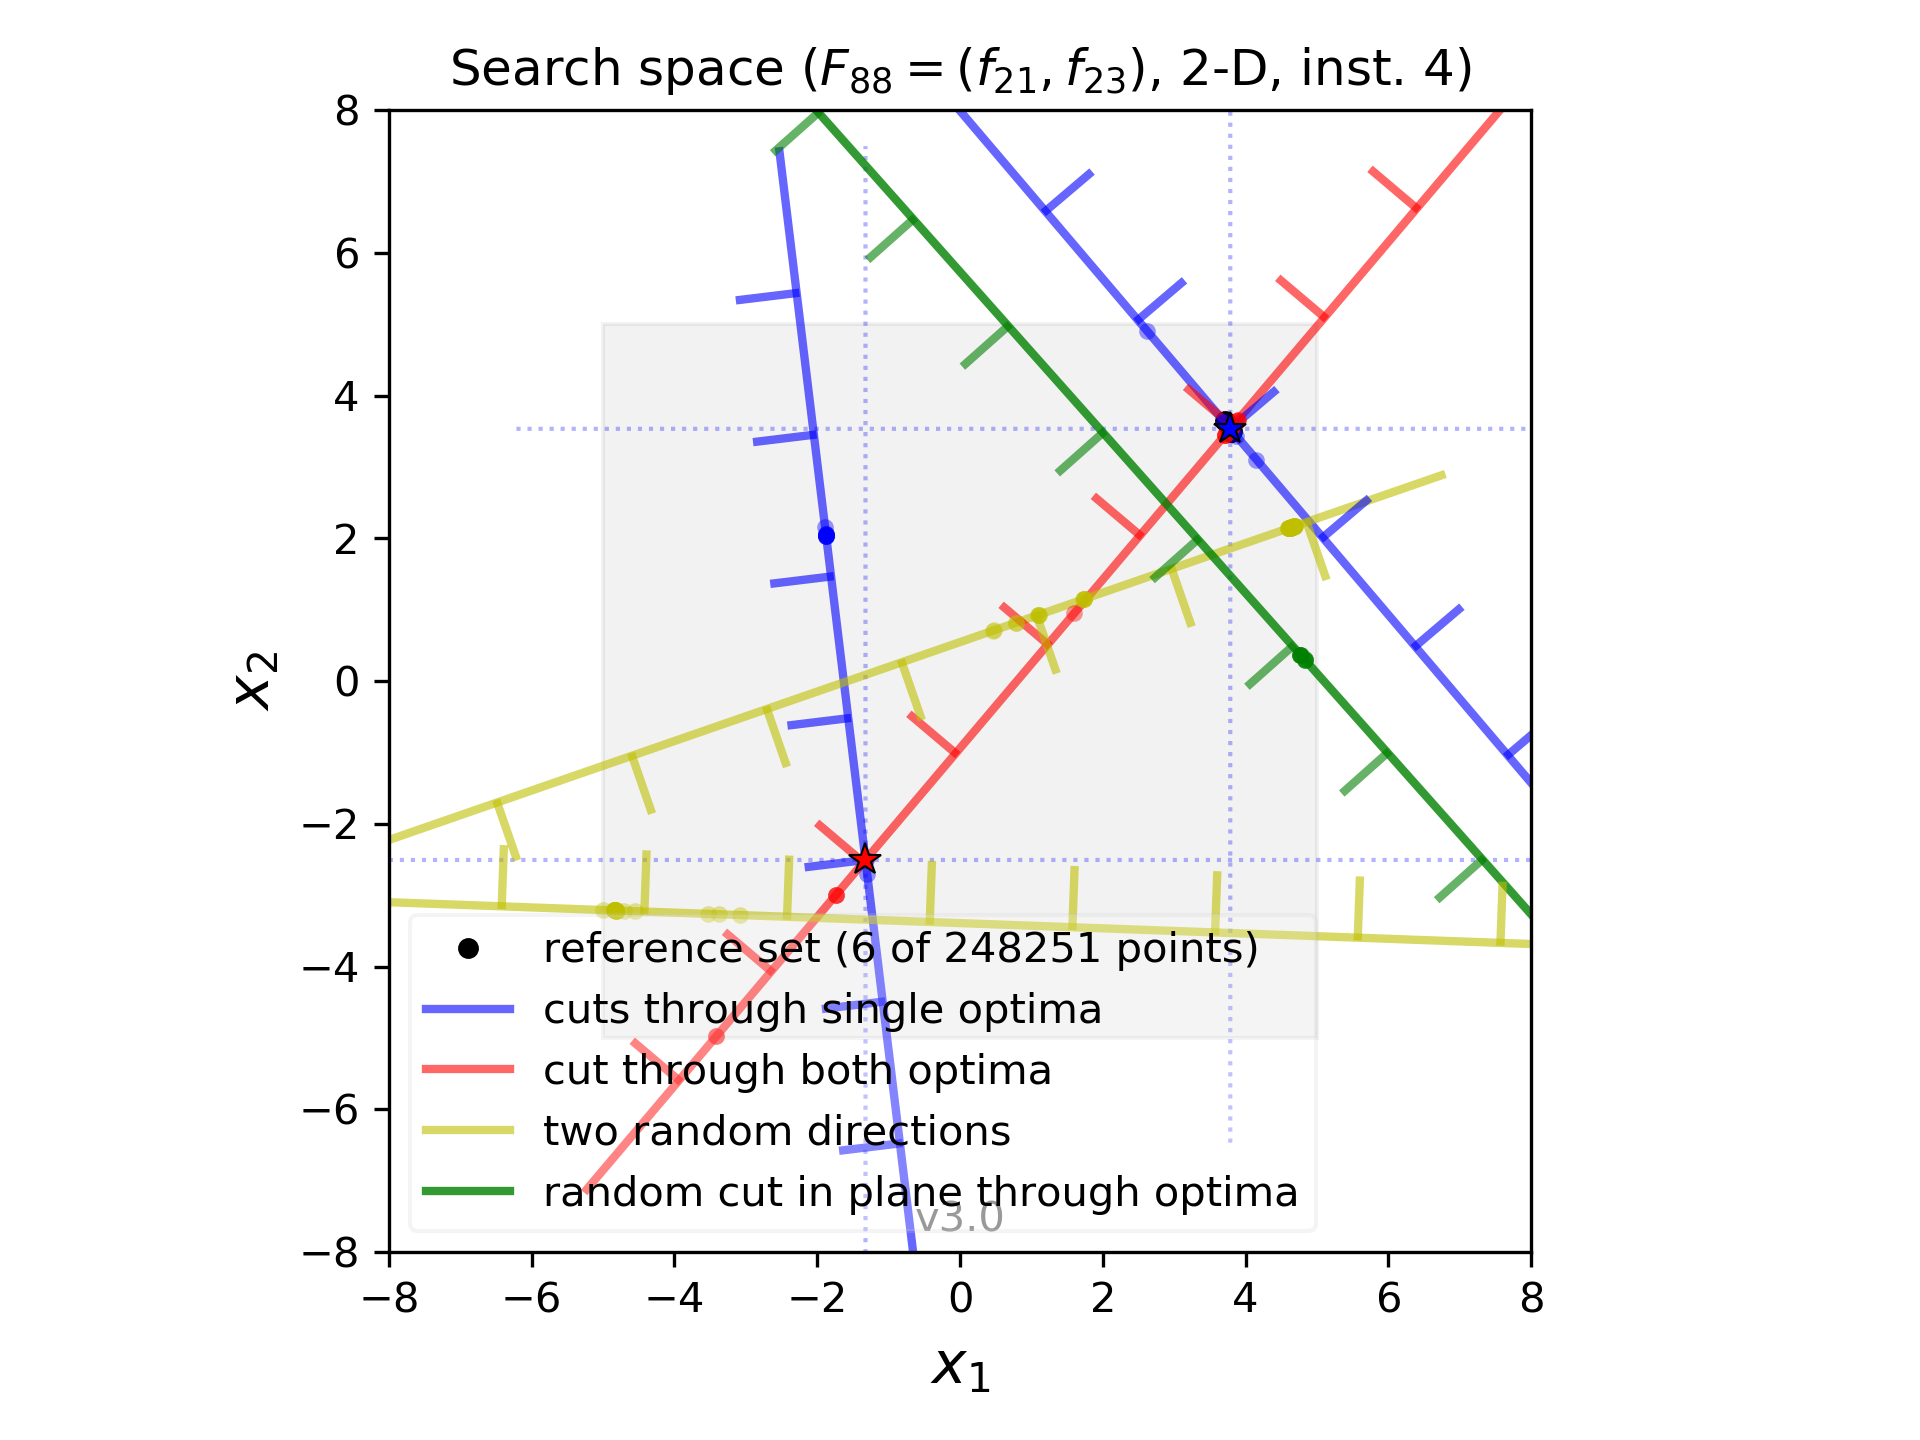 Search space (F88 = (f21, f23), 2-D, inst. 4)
8
6
4
2
0
−2
−4
−6
−8
x2
reference set (6 of 248251 points)
cuts through single optima
cut through both optima
two random directions
random cut in plane through optima
v3.0
−8 −6 −4 −2 0 2 4 6 8
x1